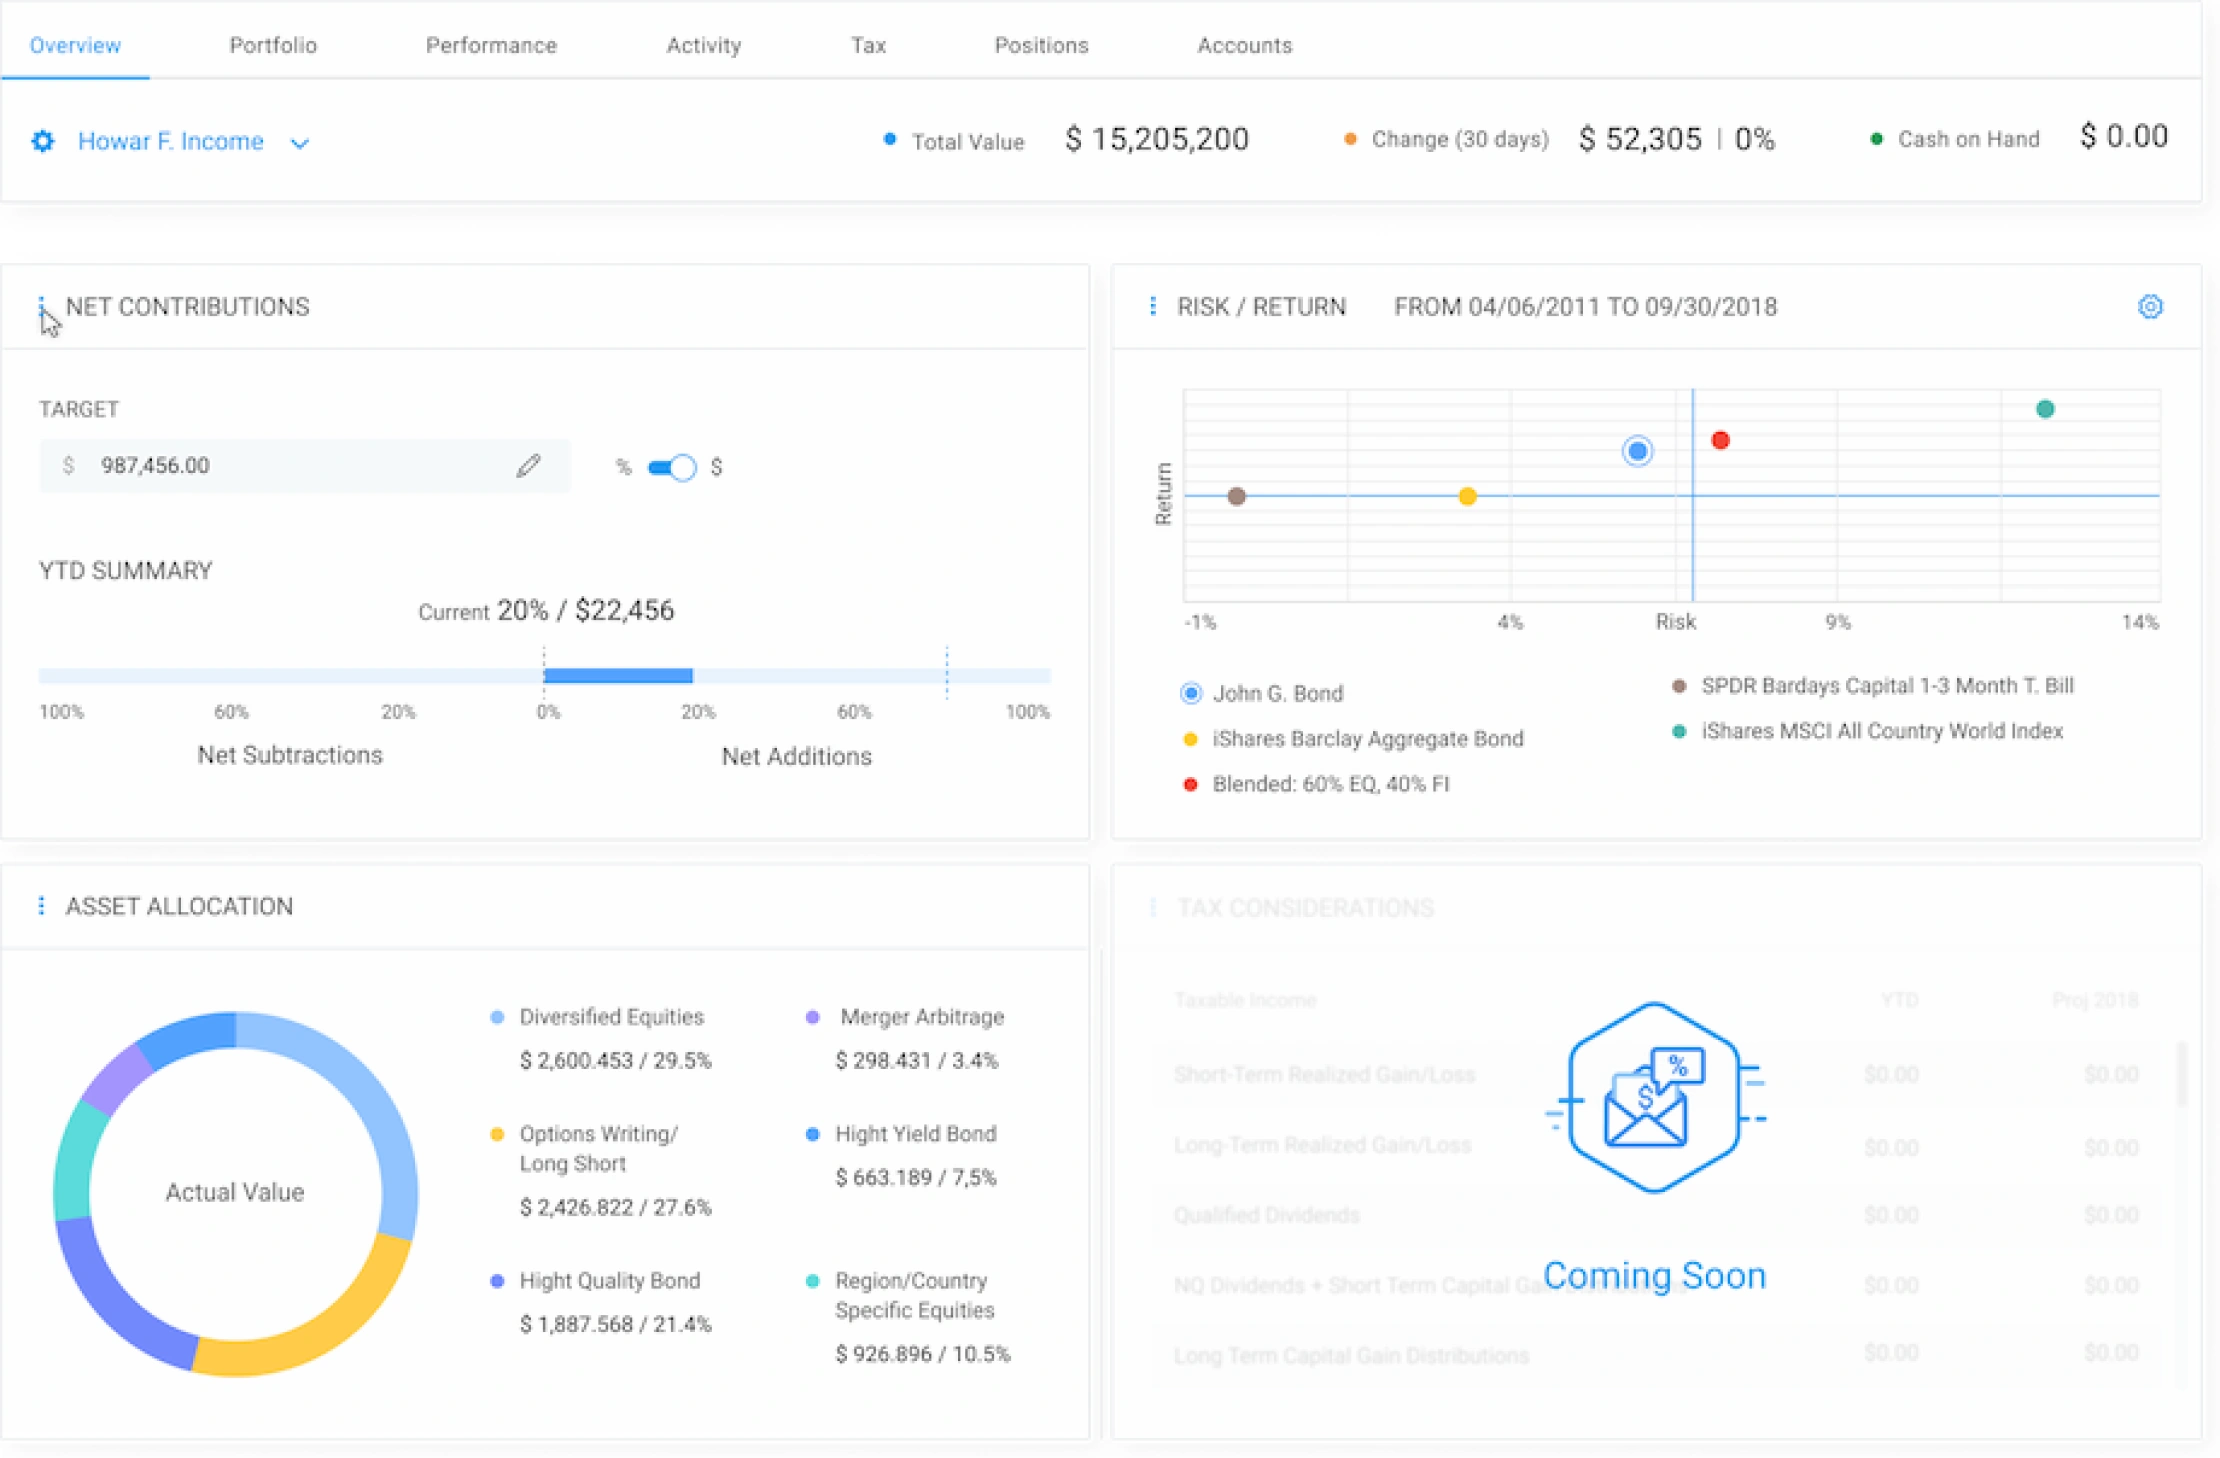 Overview Portfolio Performance Activity Tax Positions Accounts
Howar F. Income Total Value $ 15,205,200 Change (30 days) $ 52,305 | 0% Cash on Hand $ 0.00
NET CONTRIBUTIONS
TARGET
$ 987,456.00 % $
YTD SUMMARY
Current 20% / $22,456
100% 60% 20% 0% 20% 60% 100%
Net Subtractions Net Additions
RISK / RETURN FROM 04/06/2011 TO 09/30/2018
Return
-1% 4% Risk 9% 14%
John G. Bond
iShares Barclay Aggregate Bond
Blended: 60% EQ, 40% FI
SPDR Bardays Capital 1-3 Month T. Bill
iShares MSCI All Country World Index
ASSET ALLOCATION
Actual Value
Diversified Equities
$ 2,600.453 / 29.5%
Options Writing/
Long Short
$ 2,426.822 / 27.6%
Hight Quality Bond
$ 1,887.568 / 21.4%
Merger Arbitrage
$ 298.431 / 3.4%
Hight Yield Bond
$ 663.189 / 7,5%
Region/Country
Specific Equities
$ 926.896 / 10.5%
TAX CONSIDERATIONS
Taxable Income YTD Proj 2018
Short-Term Realized Gain/Loss $0.00 $0.00
Long-Term Realized Gain/Loss $0.00 $0.00
Qualified Dividends $0.00 $0.00
NQ Dividends + Short Term Capital $0.00 $0.00
Long Term Capital Gain Distributions $0.00 $0.00
% $
Coming Soon